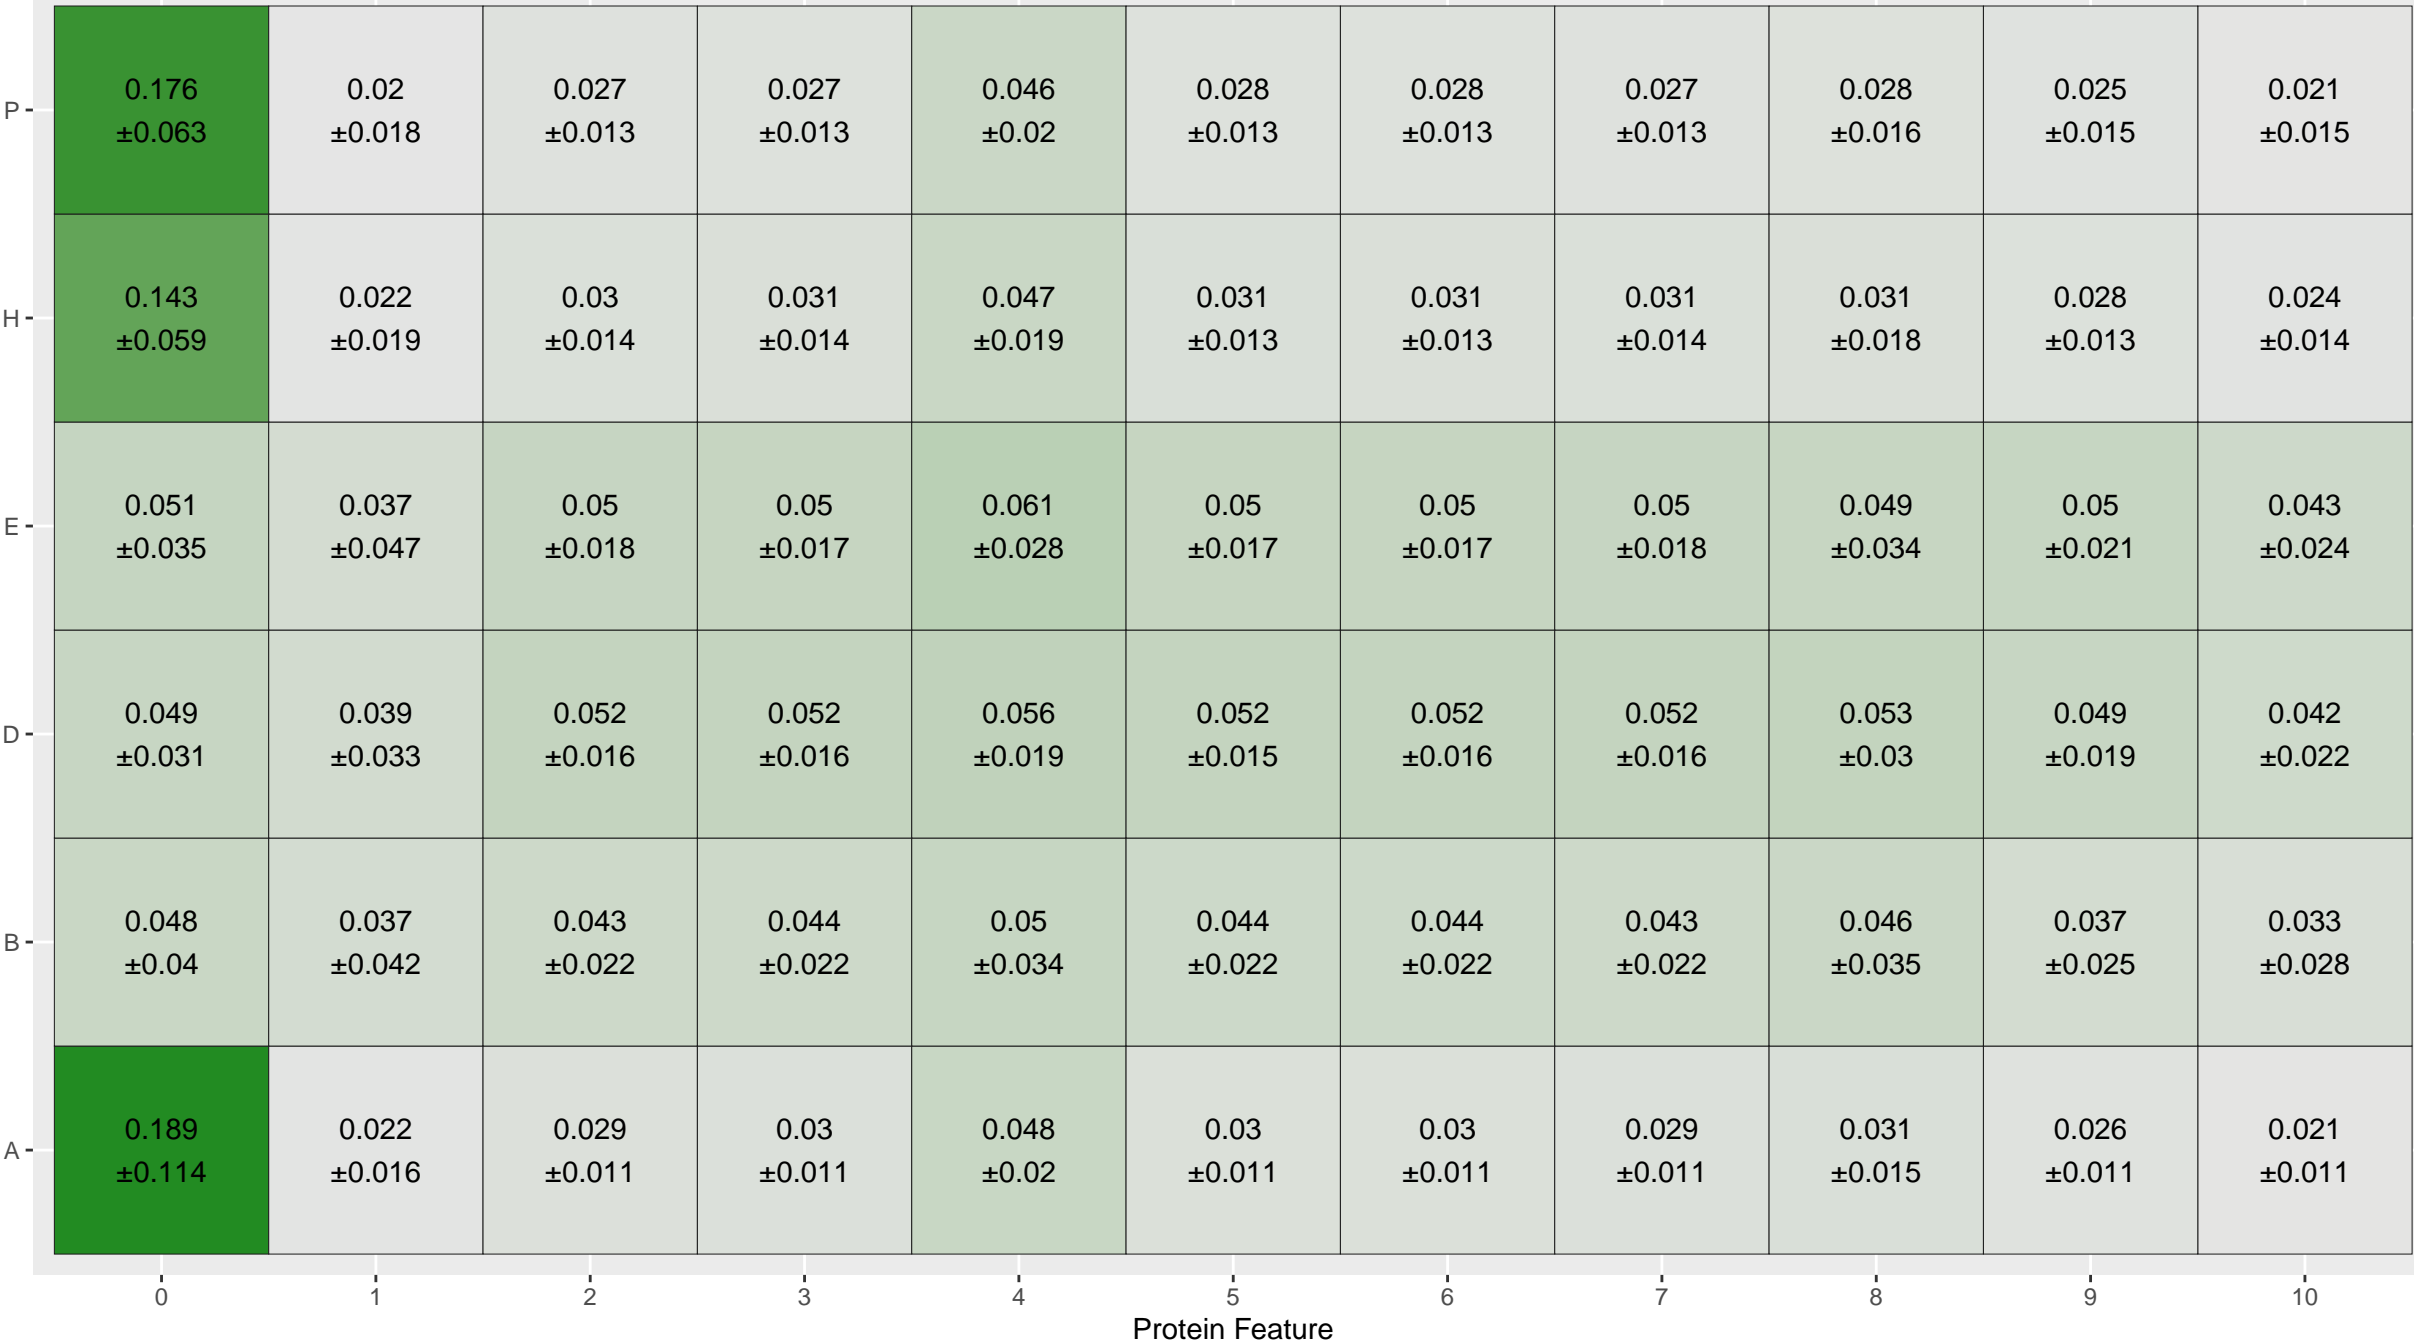 0.176 0.02 0.027 0.027 0.046 0.028 0.028 0.027 0.028 0.025 0.021
P
±0.063 ±0.018 ±0.013 ±0.013 ±0.02 ±0.013 ±0.013 ±0.013 ±0.016 ±0.015 ±0.015
0.143 0.022 0.03 0.031 0.047 0.031 0.031 0.031 0.031 0.028 0.024
H
±0.059 ±0.019 ±0.014 ±0.014 ±0.019 ±0.013 ±0.013 ±0.014 ±0.018 ±0.013 ±0.014
0.051 0.037 0.05 0.05 0.061 0.05 0.05 0.05 0.049 0.05 0.043
E
±0.035 ±0.047 ±0.018 ±0.017 ±0.028 ±0.017 ±0.017 ±0.018 ±0.034 ±0.021 ±0.024
0.049 0.039 0.052 0.052 0.056 0.052 0.052 0.052 0.053 0.049 0.042
D
±0.031 ±0.033 ±0.016 ±0.016 ±0.019 ±0.015 ±0.016 ±0.016 ±0.03 ±0.019 ±0.022
0.048 0.037 0.043 0.044 0.05 0.044 0.044 0.043 0.046 0.037 0.033
B
±0.04 ±0.042 ±0.022 ±0.022 ±0.034 ±0.022 ±0.022 ±0.022 ±0.035 ±0.025 ±0.028
0.189 0.022 0.029 0.03 0.048 0.03 0.03 0.029 0.031 0.026 0.021
A
±0.114 ±0.016 ±0.011 ±0.011 ±0.02 ±0.011 ±0.011 ±0.011 ±0.015 ±0.011 ±0.011
0 1 2 3 4 5 6 7 8 9 10
Protein Feature